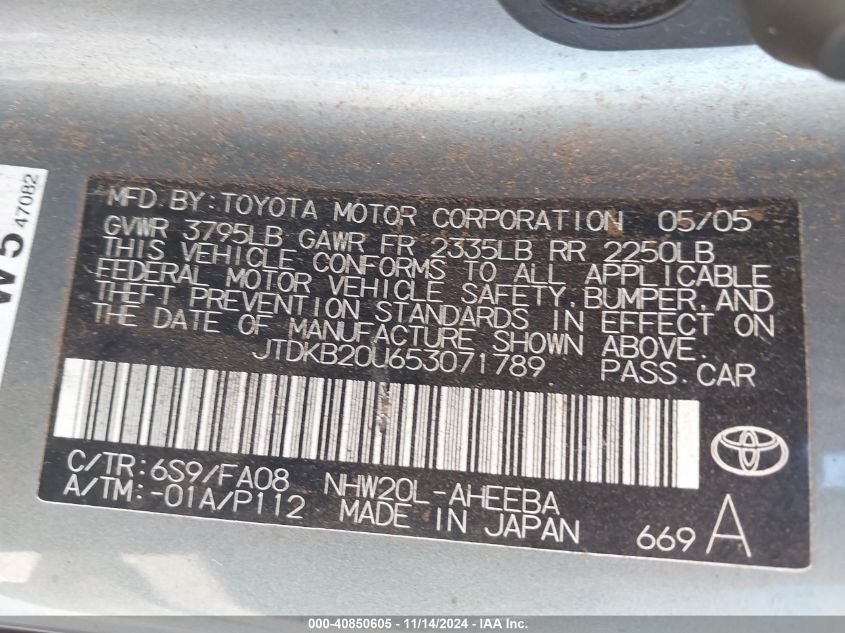 W5 47082
MFD BY:TOYOTA MOTOR CORPORATION 05/05
GVWR 3795LB GAWR FR 2335LB RR 2250LB
THIS VEHICLE CONFORMS TO ALL APPLICABLE
FEDERAL MOTOR VEHICLE SAFETY,BUMPER,AND
THEFT PREVENTION STANDARDS IN EFFECT ON
THE DATE OF MANUFACTURE SHOWN ABOVE.
JTDKB20U653071789 PASS.CAR
C/TR:6S9/FA08 NHW20L-AHEEBA
A/TM:-01A/P112 MADE IN JAPAN
669 A
000-40850605 - 11/14/2024 - IAA Inc.